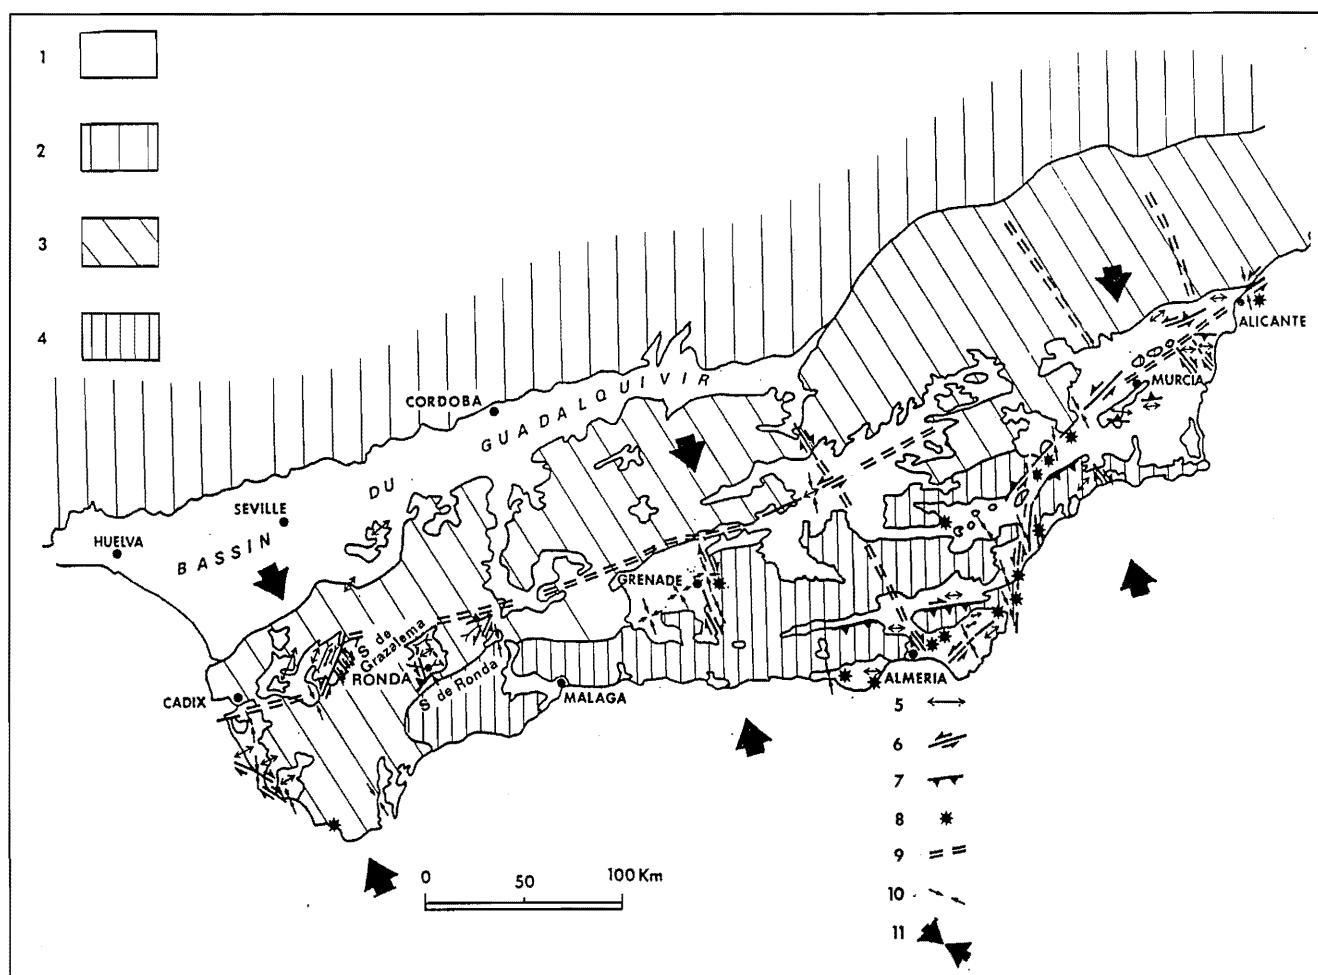 1
2
3
4
CORDOBA
BASSIN DU GUADALQUIVIR
SEVILLE
HUELVA
ALICANTE
MURCIA
GRENADE
S de Grazalema
RONDA
S de Ronda
CADIX
MALAGA
ALMERIA
5
6
7
8
9
10
11
0 50 100 Km